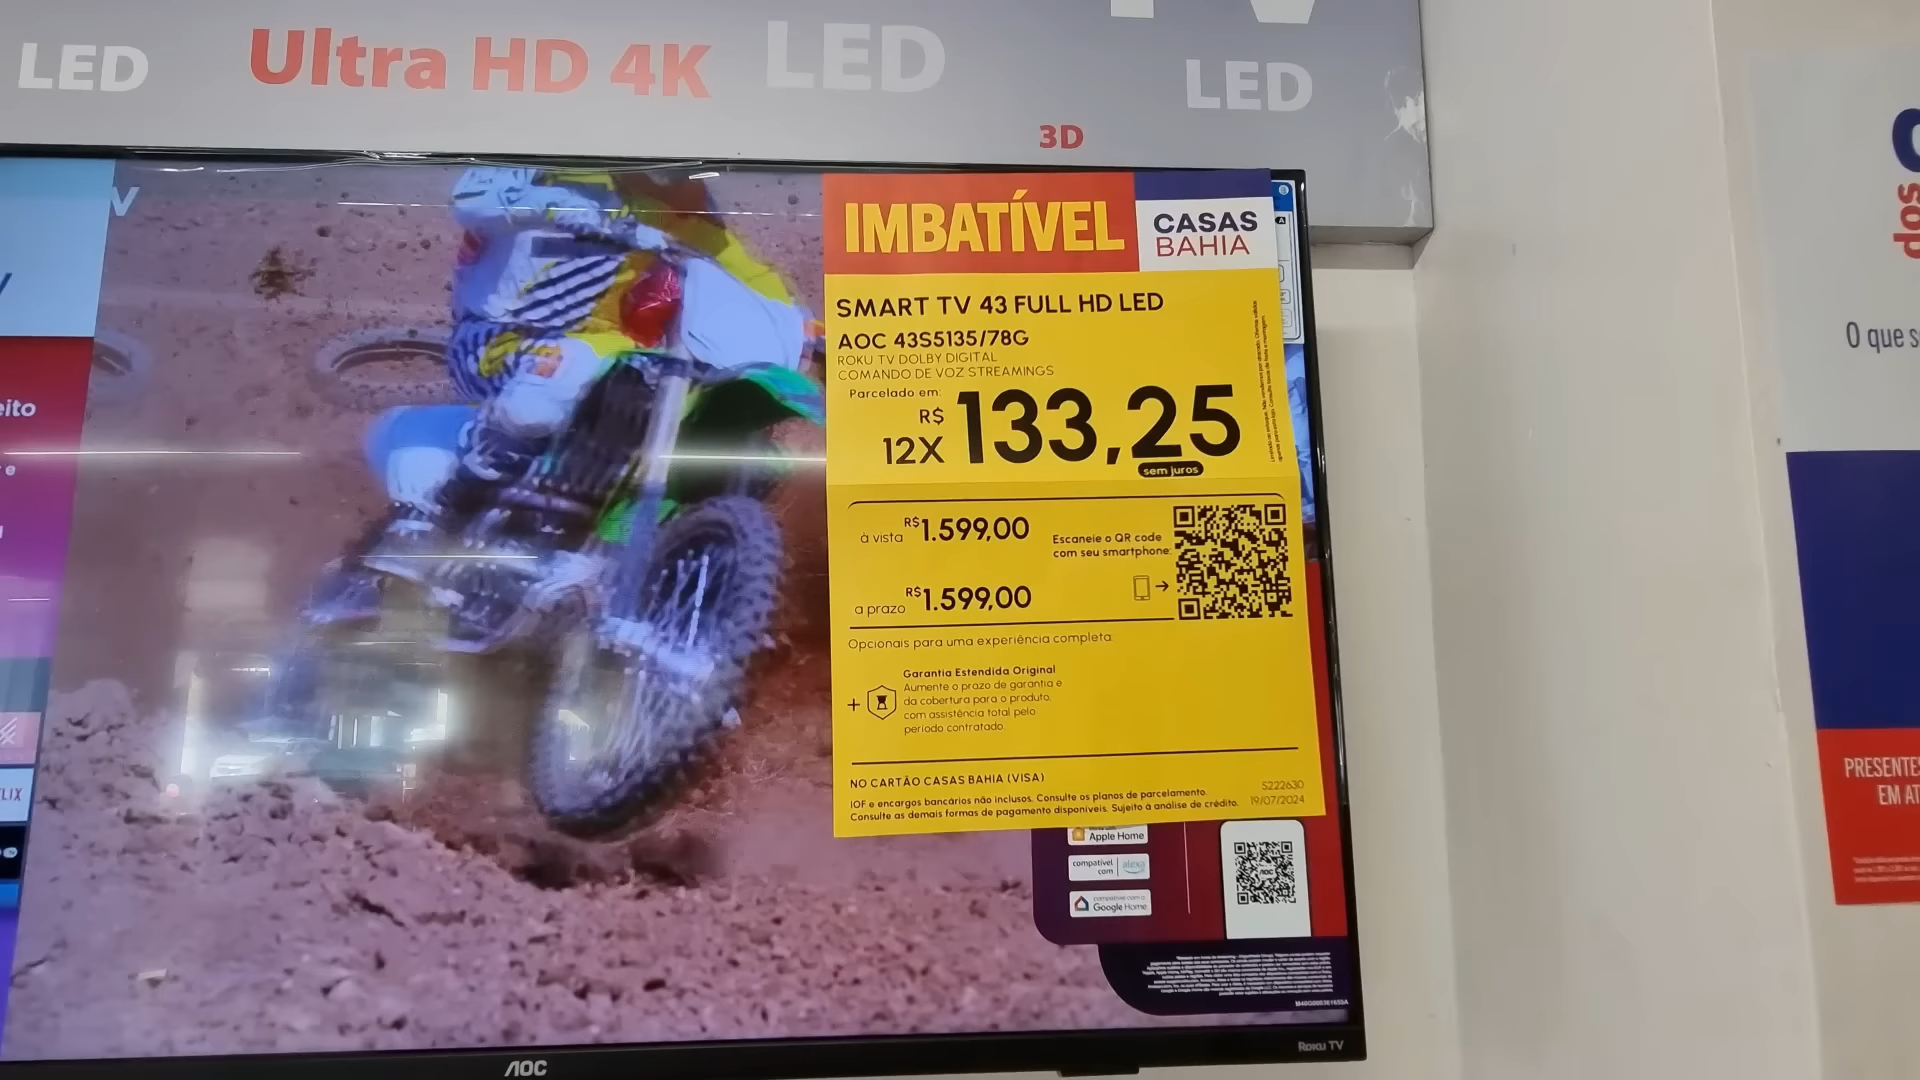 LED
Ultra HD 4K
LED
LED
3D
IMBATÍVEL
CASAS
BAHIA
SMART TV 43 FULL HD LED
AOC 43S5135/78G
ROKU TV DOLBY DIGITAL
COMANDO DE VOZ STREAMINGS
Parcelado em:
R$
12X 133,25
sem juros
à vista R$1.599,00
Escaneie o QR code
com seu smartphone:
a prazo R$1.599,00
Opcionais para uma experiência completa:
Garantia Estendida Original
Aumente o prazo de garantia e
da cobertura para o produto,
com assistência total pelo
período contratado.
NO CARTÃO CASAS BAHIA (VISA)
IOF e encargos bancários não inclusos. Consulte os planos de parcelamento.
Consulte as demais formas de pagamento disponíveis. Sujeito à análise de crédito.
5222630
19/07/2024
Apple Home
compatível
com alexa
Google Home
AOC
Roku TV
eito
e
dos
O que s
PRESENTES
EM AT